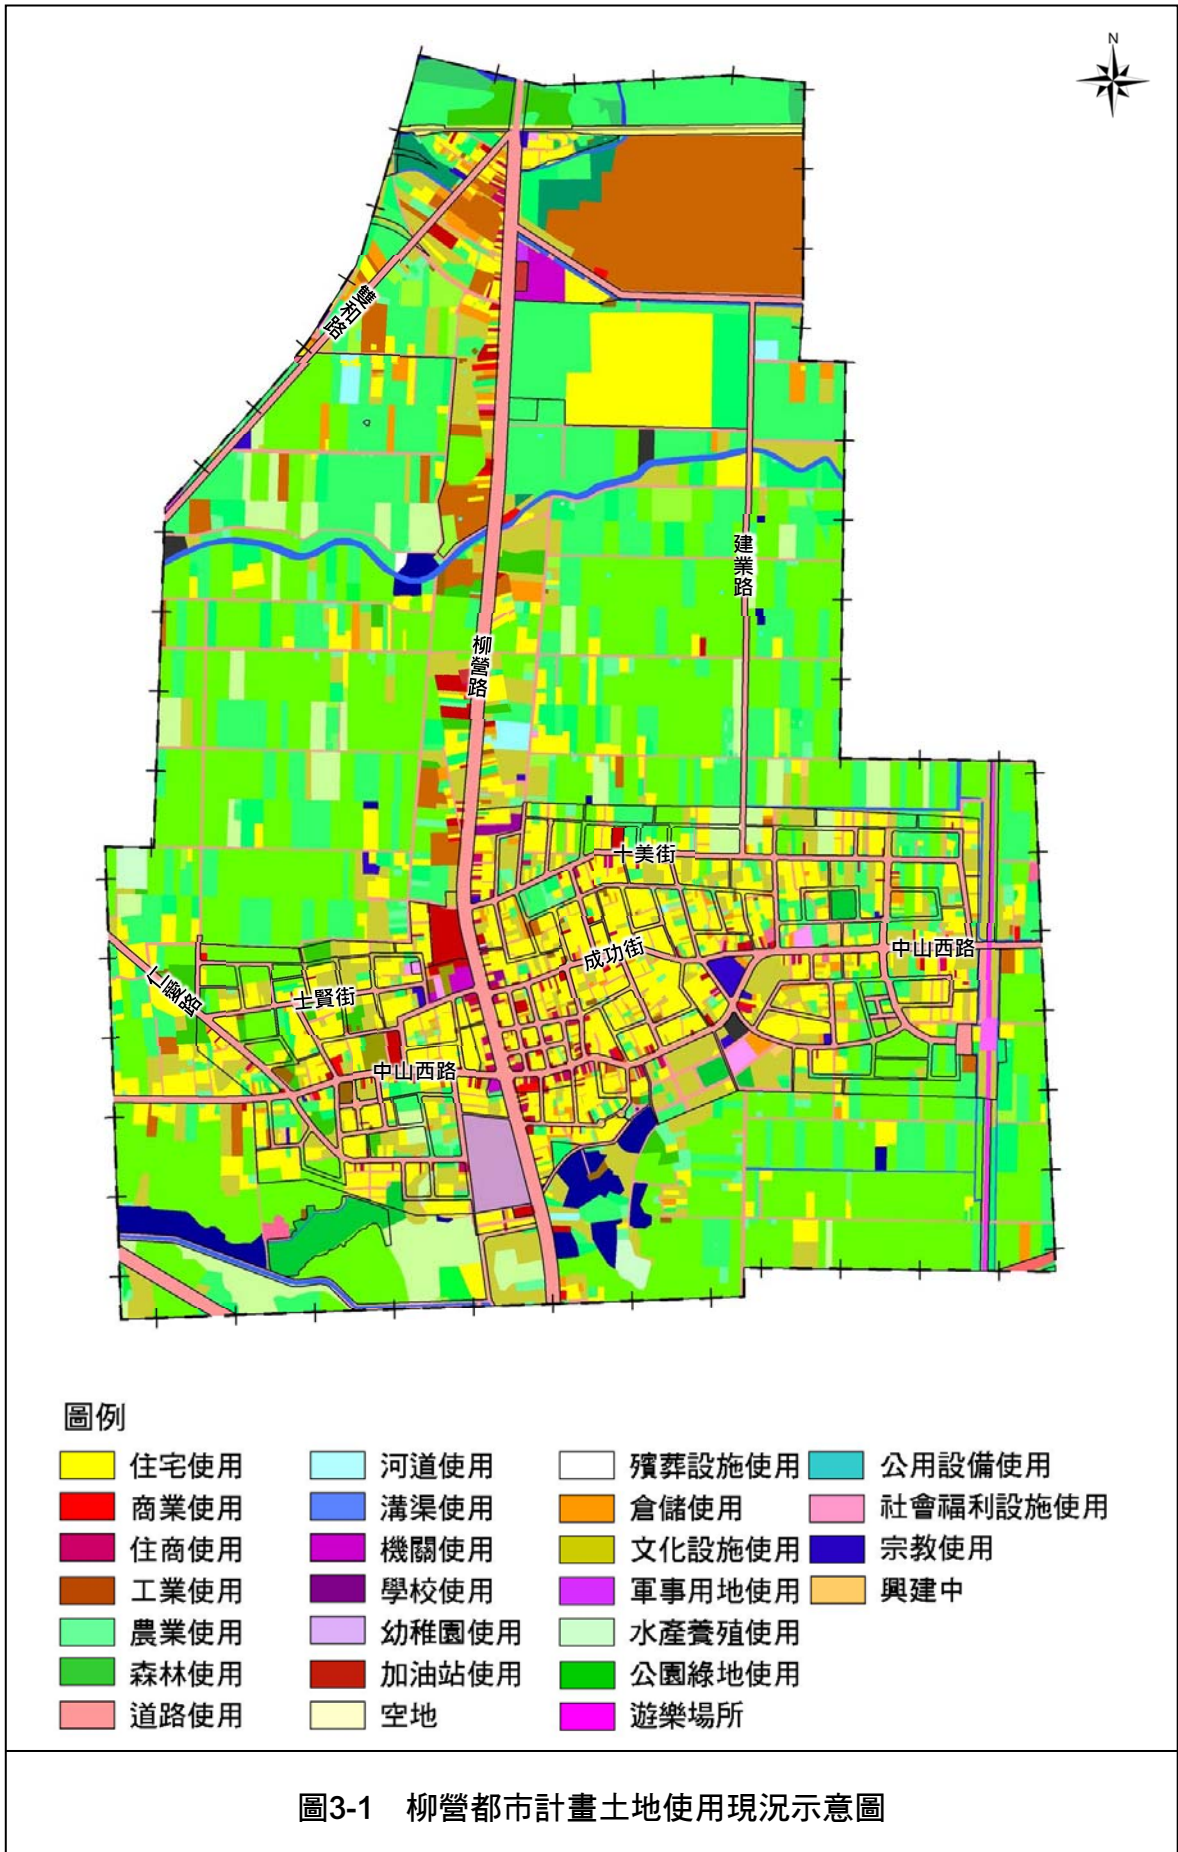 N
雙和路
建業路
柳營路
十美街
成功街
中山西路
仁愛路
士賢街
中山西路
圖例
住宅使用
河道使用
殯葬設施使用
公用設備使用
商業使用
溝渠使用
倉儲使用
社會福利設施使用
住商使用
機關使用
文化設施使用
宗教使用
工業使用
學校使用
軍事用地使用
興建中
農業使用
幼稚園使用
水產養殖使用
森林使用
加油站使用
公園綠地使用
道路使用
空地
遊樂場所
圖3-1 柳營都市計畫土地使用現況示意圖